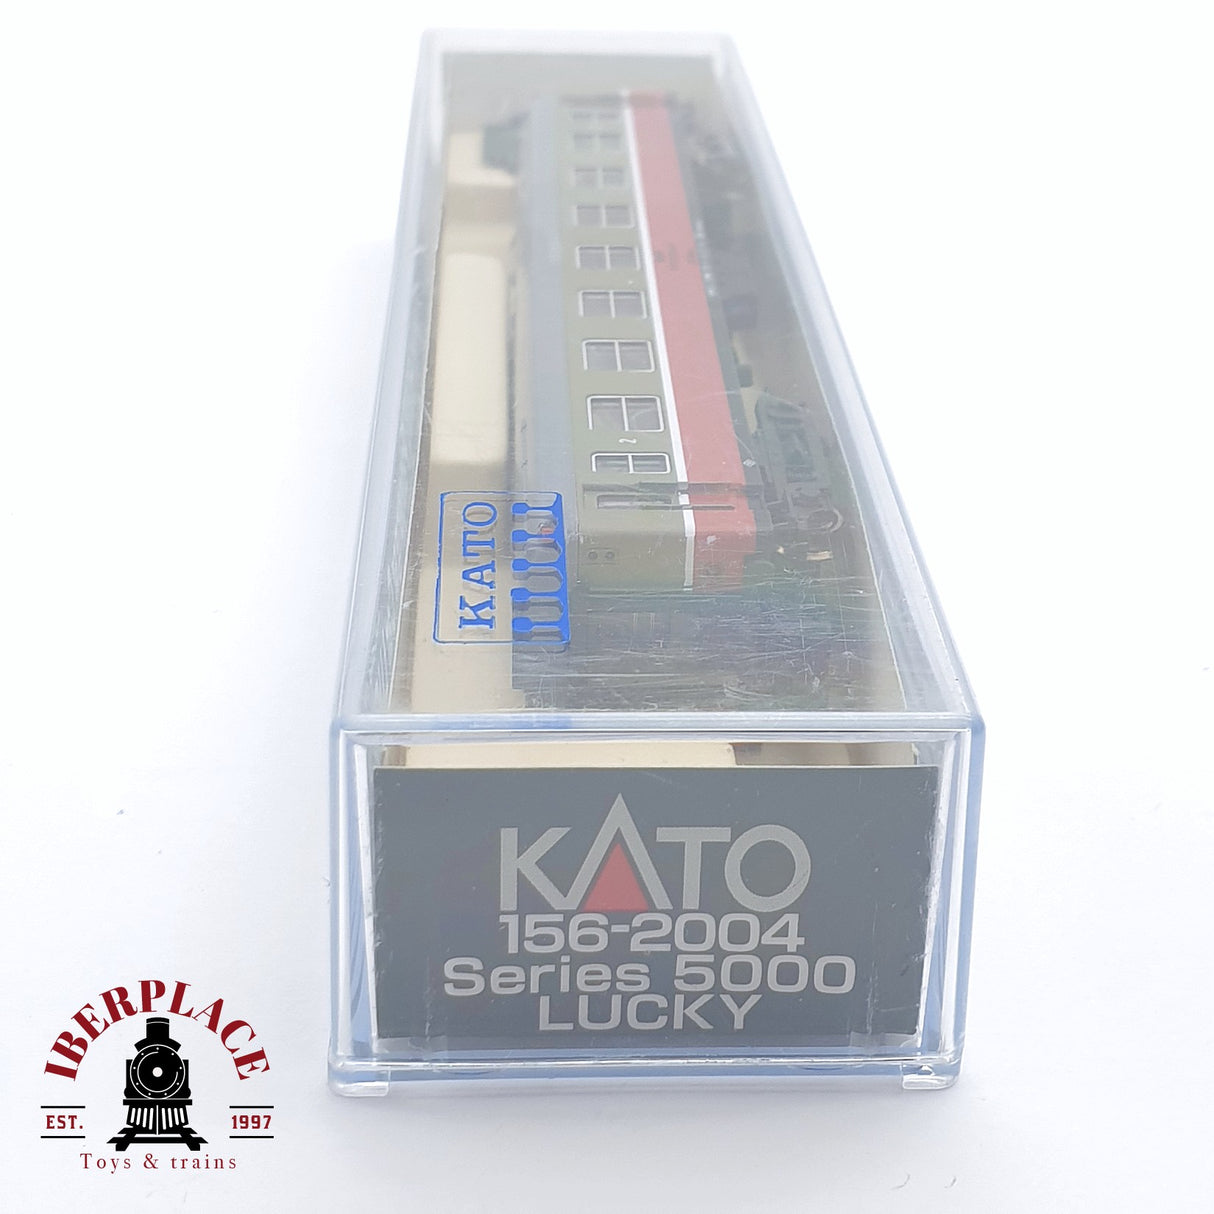 KATO
KATO
156-2004
Series 5000
LUCKY
IBERPLACE
EST. 1997
Toys & trains